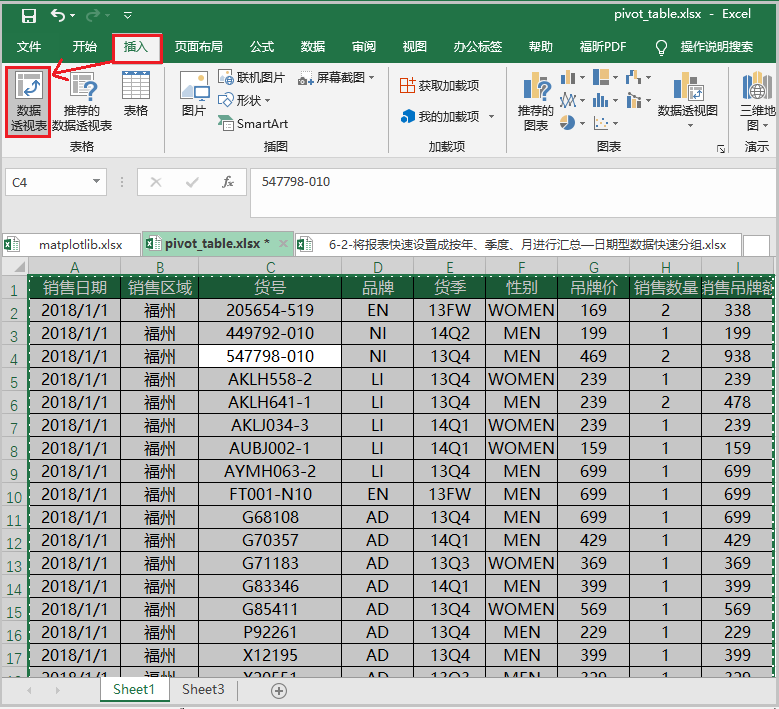 pivot_table.xlsx - Excel
文件 开始 插入 页面布局 公式 数据 审阅 视图 办公标签 帮助 福昕PDF 操作说明搜索
数据透视表
推荐的数据透视表
表格
表格
图片
联机图片
形状
SmartArt
屏幕截图
插图
获取加载项
我的加载项
加载项
推荐的图表
数据透视图
图表
三维地图
演示
C4 fx 547798-010
matplotlib.xlsx pivot_table.xlsx * 6-2-将报表快速设置成按年、季度、月进行汇总—日期型数据快速分组.xlsx
A B C D E F G H I
1 销售日期 销售区域 货号 品牌 货季 性别 吊牌价 销售数量 销售吊牌额
2 2018/1/1 福州 205654-519 EN 13FW WOMEN 169 2 338
3 2018/1/1 福州 449792-010 NI 14Q2 MEN 199 1 199
4 2018/1/1 福州 547798-010 NI 13Q4 MEN 469 2 938
5 2018/1/1 福州 AKLH558-2 LI 13Q4 WOMEN 239 1 239
6 2018/1/1 福州 AKLH641-1 LI 13Q4 MEN 239 2 478
7 2018/1/1 福州 AKLJ034-3 LI 14Q1 WOMEN 239 1 239
8 2018/1/1 福州 AUBJ002-1 LI 14Q1 WOMEN 159 1 159
9 2018/1/1 福州 AYMH063-2 LI 13Q4 MEN 699 1 699
10 2018/1/1 福州 FT001-N10 EN 13FW MEN 699 1 699
11 2018/1/1 福州 G68108 AD 13Q4 MEN 699 1 699
12 2018/1/1 福州 G70357 AD 14Q1 MEN 429 1 429
13 2018/1/1 福州 G71183 AD 13Q3 WOMEN 369 1 369
14 2018/1/1 福州 G83346 AD 14Q1 MEN 399 1 399
15 2018/1/1 福州 G85411 AD 13Q4 WOMEN 569 1 569
16 2018/1/1 福州 P92261 AD 13Q4 MEN 229 1 229
17 2018/1/1 福州 X12195 AD 13Q4 MEN 399 1 399
Sheet1 Sheet3